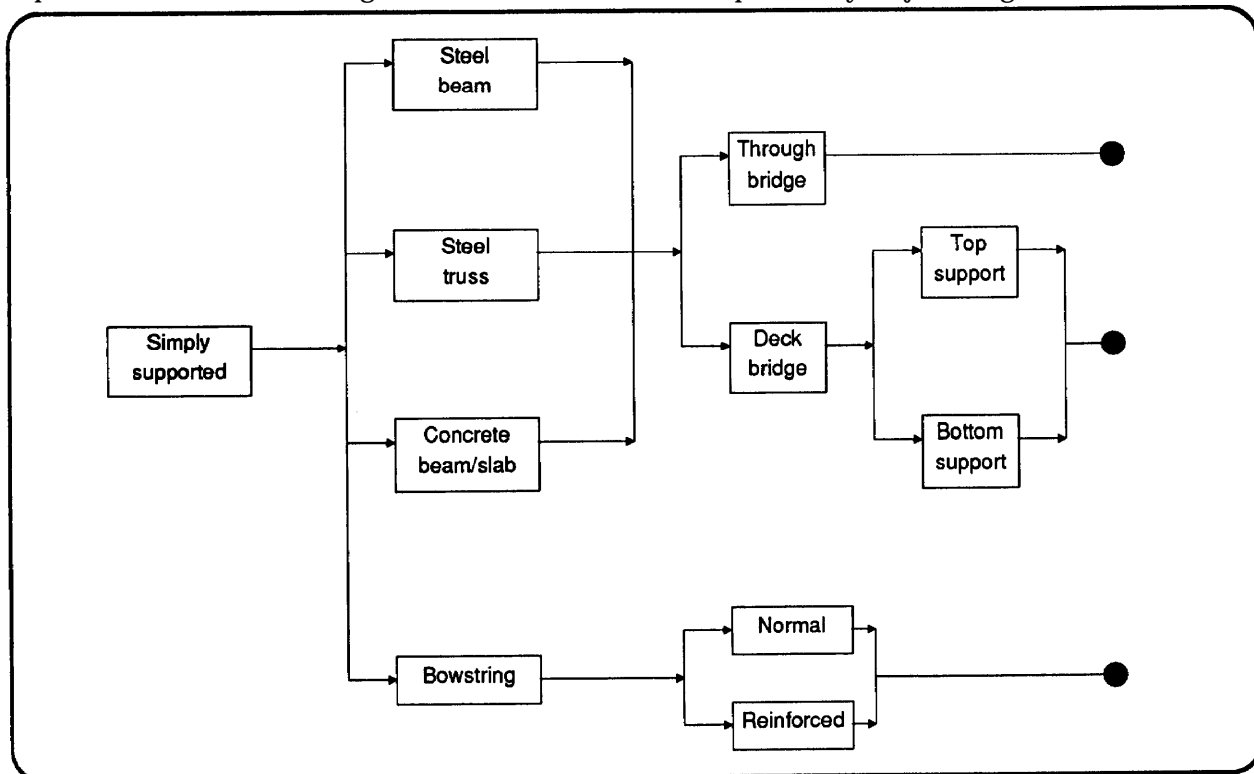 Steel
beam
Through
bridge
Steel
truss
Top
support
Simply
supported
Deck
bridge
Concrete
beam/slab
Bottom
support
Normal
Bowstring
Reinforced